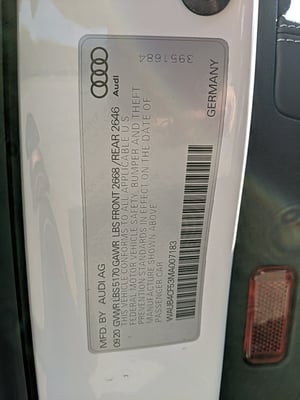 Audi
3951684
MFD. BY AUDI AG
GERMANY
09/20 GVWR LBS 5170 GAWR LBS FRONT 2668 / REAR 2646
THIS VEHICLE CONFORMS TO ALL APPLICABLE U S
FEDERAL MOTOR VEHICLE SAFETY, BUMPER AND THEFT
PREVENTION-STANDARDS IN EFFECT ON THE DATE OF
MANUFACTURE SHOWN ABOVE
PASSENGER CAR
WAUB4CF53MA007183